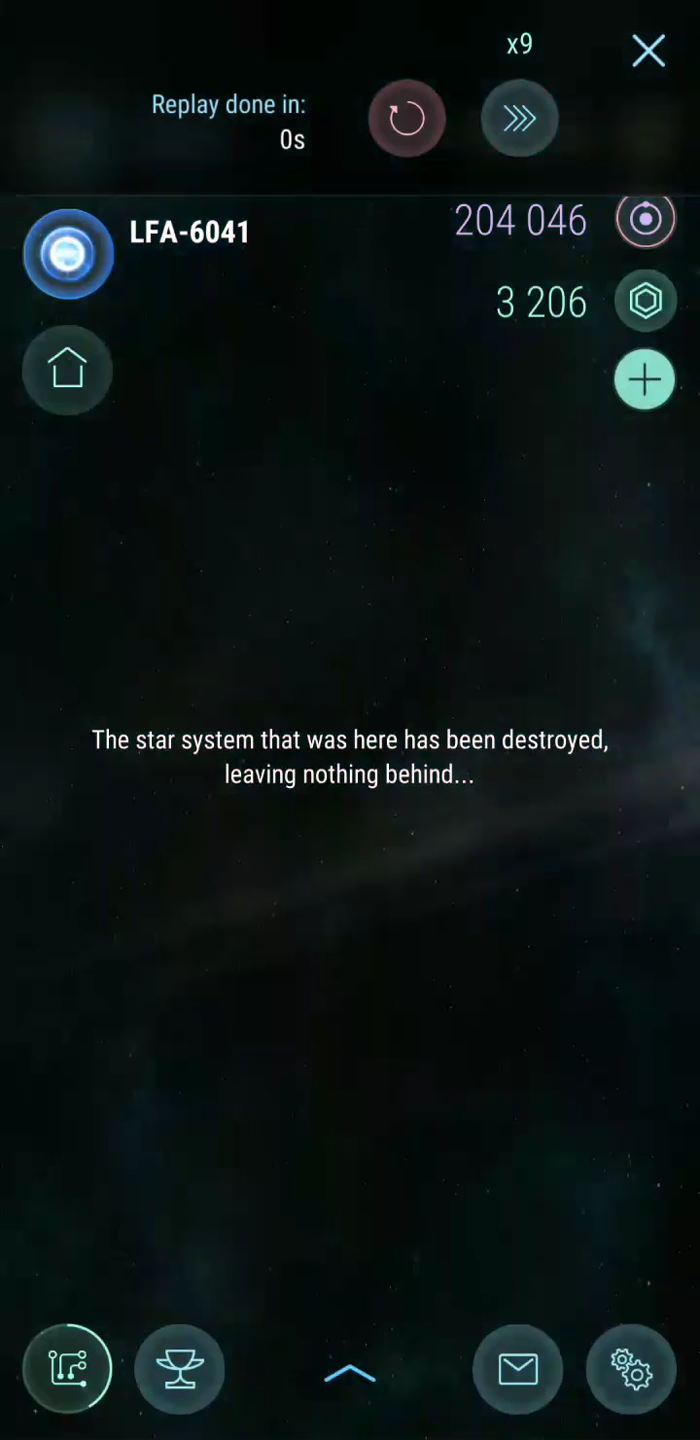 x9
Replay done in:
0s
LFA-6041
204 046
3 206
The star system that was here has been destroyed,
leaving nothing behind...